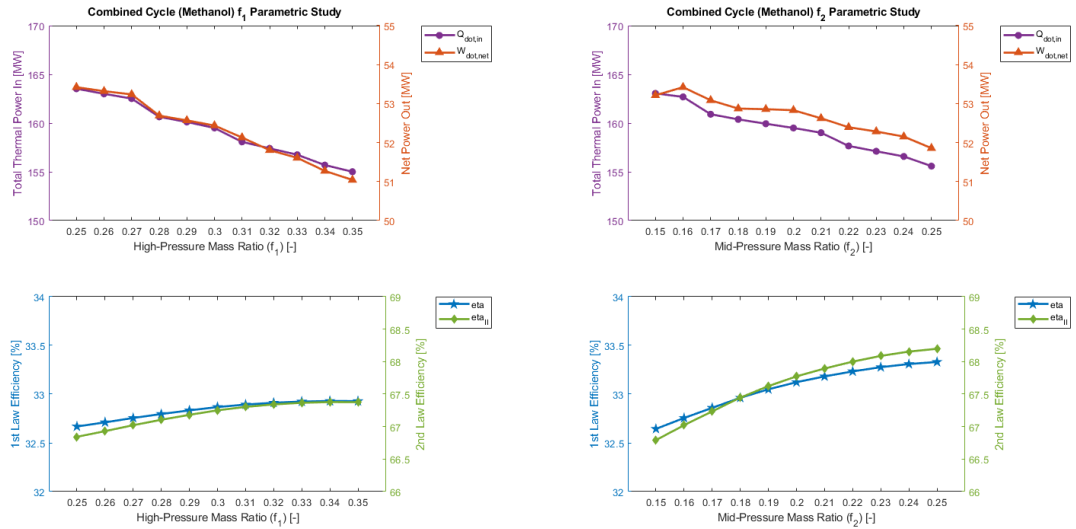 Combined Cycle (Methanol) f1 Parametric Study
170
165
160
155
150
Total Thermal Power In [MW]
55
54
53
52
51
50
Net Power Out [MW]
0.25 0.26 0.27 0.28 0.29 0.3 0.31 0.32 0.33 0.34 0.35
High-Pressure Mass Ratio (f1) [-]
Qdot,in
Wdot,net
Combined Cycle (Methanol) f2 Parametric Study
170
165
160
155
150
Total Thermal Power In [MW]
55
54
53
52
51
50
Net Power Out [MW]
0.15 0.16 0.17 0.18 0.19 0.2 0.21 0.22 0.23 0.24 0.25
Mid-Pressure Mass Ratio (f2) [-]
Qdot,in
Wdot,net
34
33.5
33
32.5
32
1st Law Efficiency [%]
69
68.5
68
67.5
67
66.5
66
2nd Law Efficiency [%]
0.25 0.26 0.27 0.28 0.29 0.3 0.31 0.32 0.33 0.34 0.35
High-Pressure Mass Ratio (f1) [-]
eta
etaII
34
33.5
33
32.5
32
1st Law Efficiency [%]
69
68.5
68
67.5
67
66.5
66
2nd Law Efficiency [%]
0.15 0.16 0.17 0.18 0.19 0.2 0.21 0.22 0.23 0.24 0.25
Mid-Pressure Mass Ratio (f2) [-]
eta
etaII